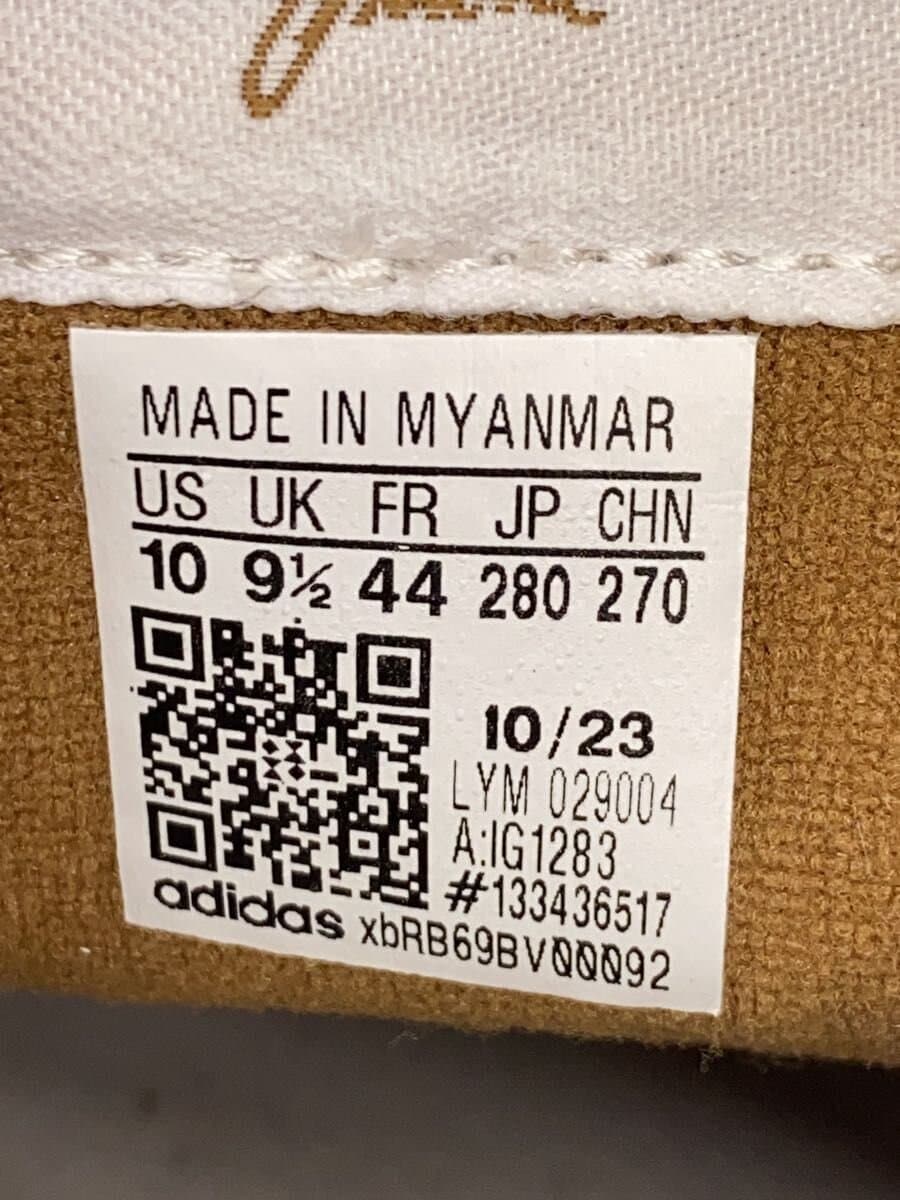 MADE IN MYANMAR
US UK FR JP CHN
10 9½ 44 280 270
10/23
LYM 029004
A:IG1283
#133436517
adidas xbRB69BV00092